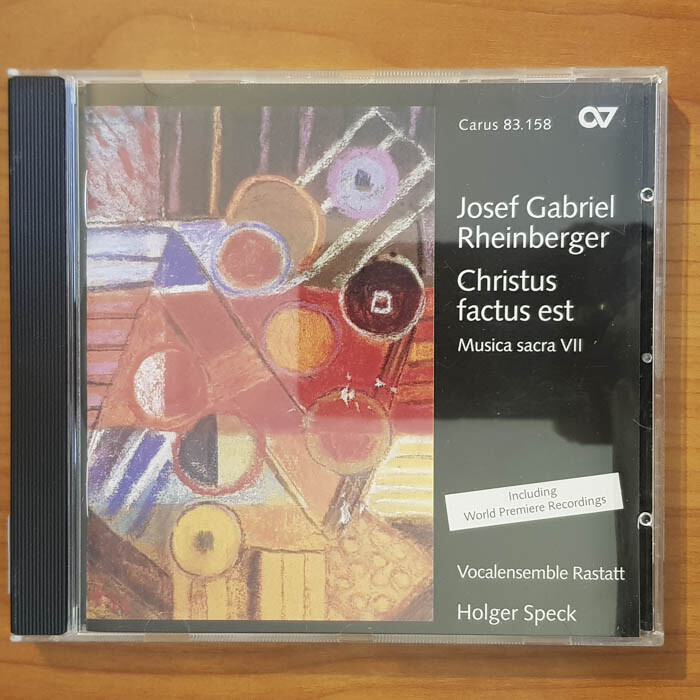 Carus 83.158
Josef Gabriel
Rheinberger
Christus
factus est
Musica sacra VII
Including
World Premiere Recordings
Vocalensemble Rastatt
Holger Speck